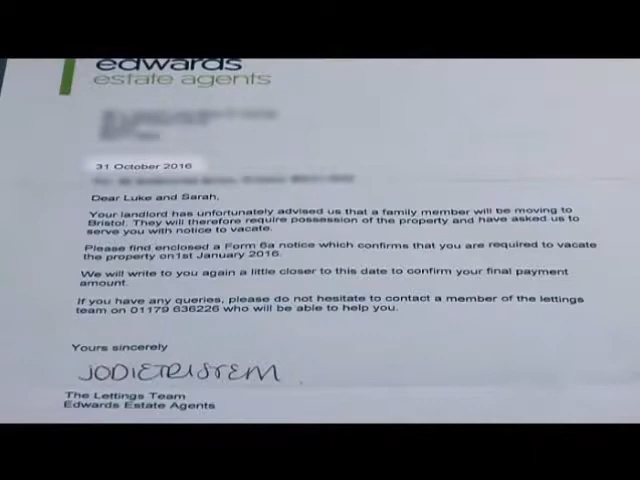 edwards
estate agents
31 October 2016
Dear Luke and Sarah,
Your landlord has unfortunately advised us that a family member will be moving to
Bristol. They will therefore require possession of the property and have asked us to
serve you with notice to vacate.
Please find enclosed a Form 6a notice which confirms that you are required to vacate
the property on1st January 2016.
We will write to you again a little closer to this date to confirm your final payment
amount.
If you have any queries, please do not hesitate to contact a member of the lettings
team on 01179 636226 who will be able to help you.
Yours sincerely
JODIETRISTEM
The Lettings Team
Edwards Estate Agents